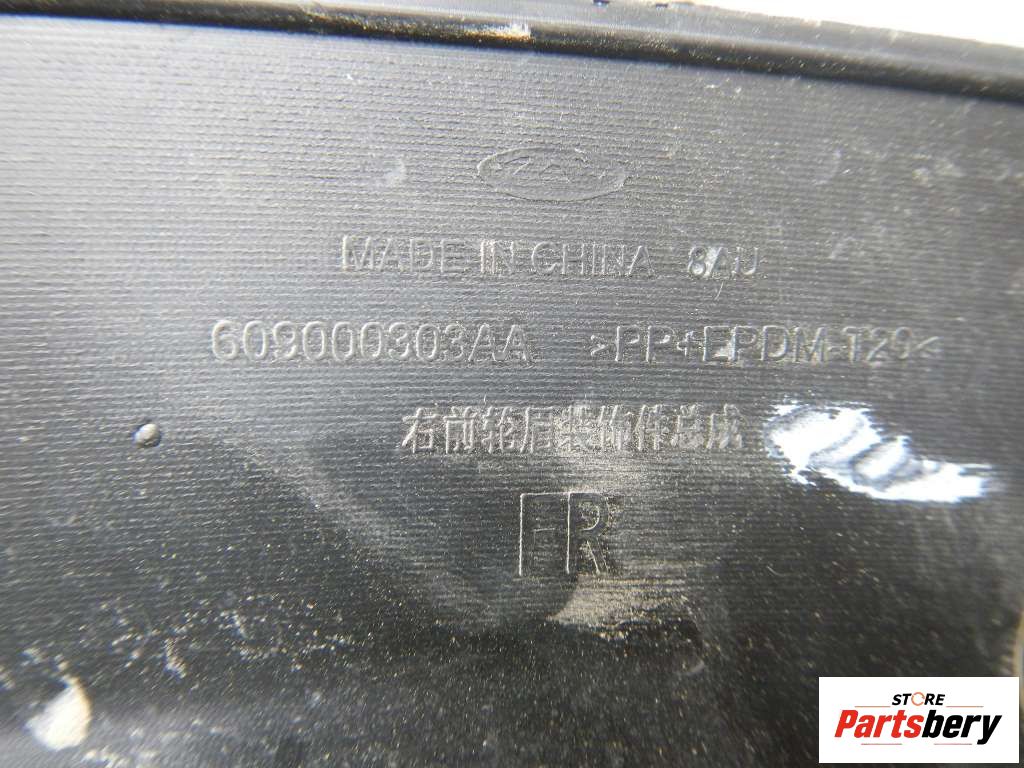 MADE IN CHINA 8AU
609000303AA >PP+EPDM-T20<
右前轮后装饰件总成
FR
STORE
Partsbery